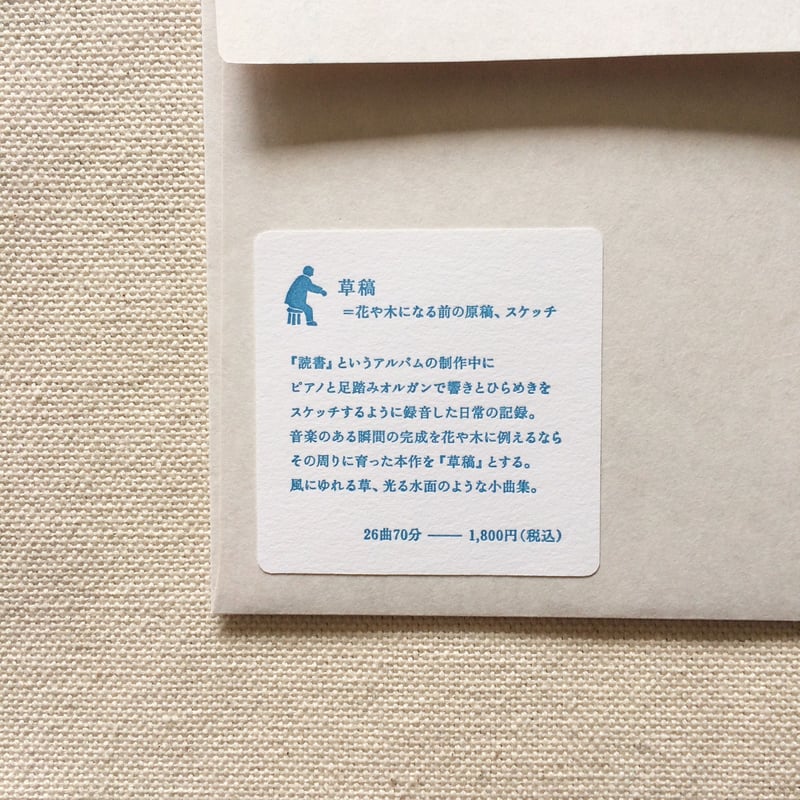 草稿
=花や木になる前の原稿、スケッチ
『読書』というアルバムの制作中に
ピアノと足踏みオルガンで響きとひらめきを
スケッチするように録音した日常の記録。
音楽のある瞬間の完成を花や木に例えるなら
その周りに育った本作を『草稿』とする。
風にゆれる草、光る水面のような小曲集。
26曲70分 —— 1,800円(税込)